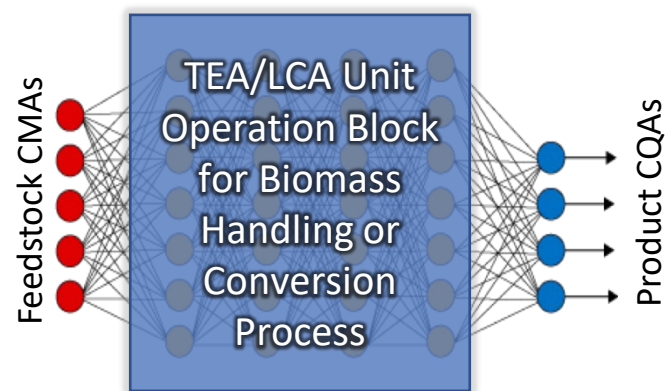 Feedstock CMAs
TEA/LCA Unit
Operation Block
for Biomass
Handling or
Conversion
Process
Product CQAs